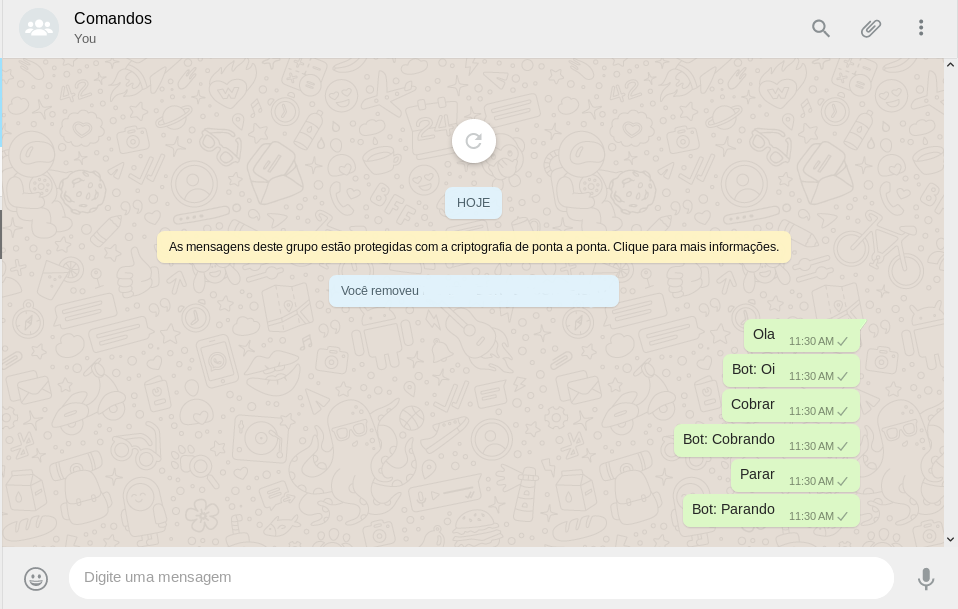 Comandos
You
HOJE
As mensagens deste grupo estão protegidas com a criptografia de ponta a ponta. Clique para mais informações.
Você removeu
Ola 11:30 AM
Bot: Oi 11:30 AM
Cobrar 11:30 AM
Bot: Cobrando 11:30 AM
Parar 11:30 AM
Bot: Parando 11:30 AM
Digite uma mensagem